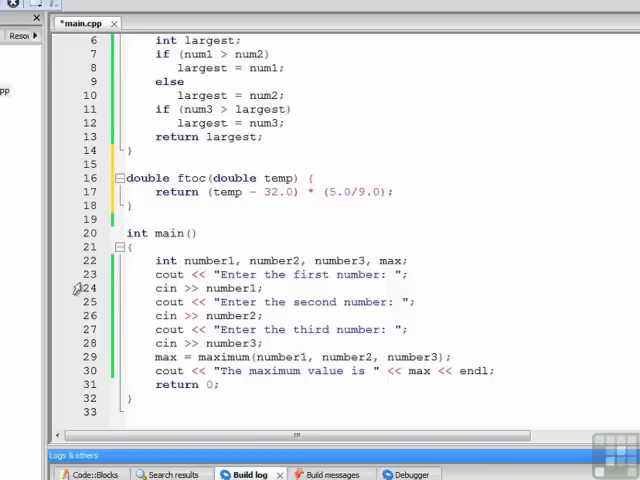 *main.cpp
Resou
pp
6 int largest;
7 if (num1 > num2)
8 largest = num1;
9 else
10 largest = num2;
11 if (num3 > largest)
12 largest = num3;
13 return largest;
14 }
15
16 double ftoc(double temp) {
17 return (temp - 32.0) * (5.0/9.0);
18 }
19
20 int main()
21 {
22 int number1, number2, number3, max;
23 cout << "Enter the first number: ";
24 cin >> number1;
25 cout << "Enter the second number: ";
26 cin >> number2;
27 cout << "Enter the third number: ";
28 cin >> number3;
29 max = maximum(number1, number2, number3);
30 cout << "The maximum value is " << max << endl;
31 return 0;
32 }
33
Logs & others
Code::Blocks Search results Build log Build messages Debugger